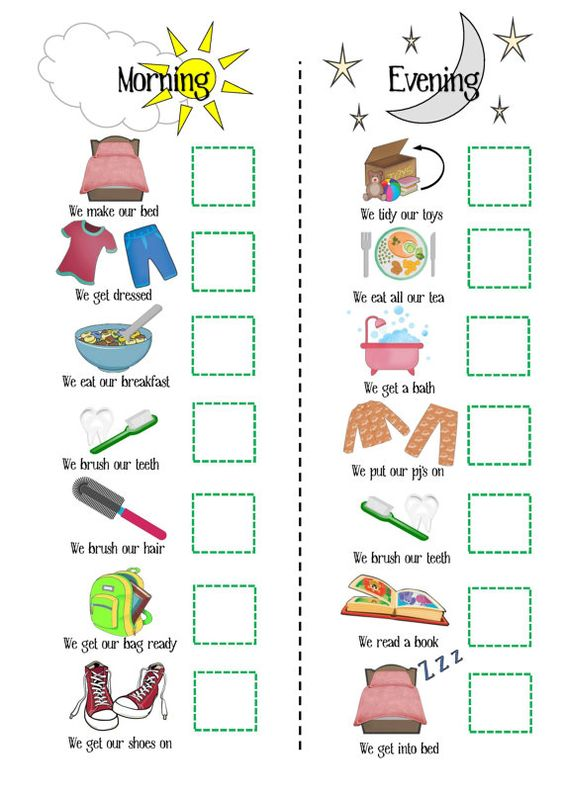 Morning
We make our bed
We get dressed
We eat our breakfast
We brush our teeth
We brush our hair
We get our bag ready
We get our shoes on
Evening
TOYS
We tidy our toys
We eat all our tea
We get a bath
We put our pj's on
We brush our teeth
We read a book
Z z z
We get into bed